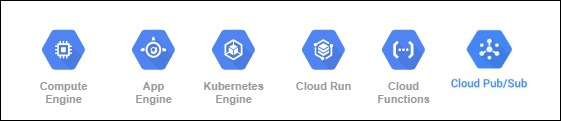 Compute
Engine
App
Engine
Kubernetes
Engine
Cloud Run
Cloud
Functions
Cloud Pub/Sub